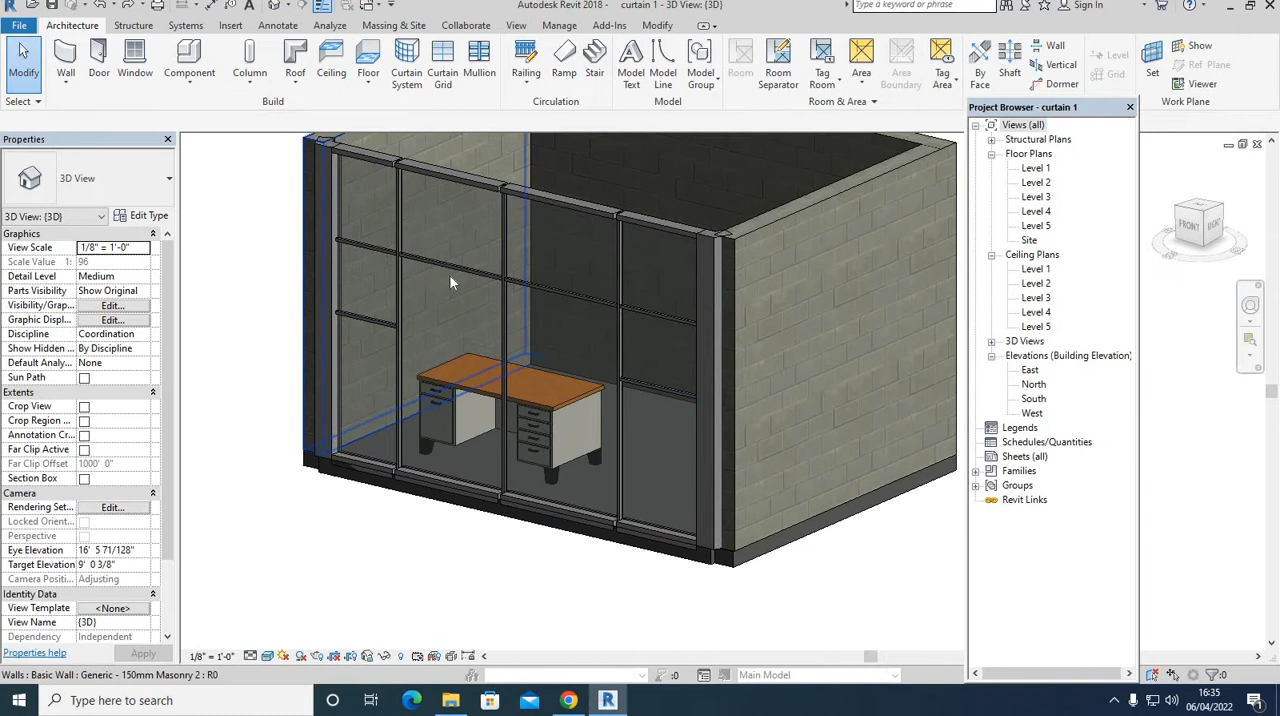 Autodesk Revit 2018 - curtain 1 - 3D View: {3D}
Type a keyword or phrase
Sign In
File Architecture Structure Systems Insert Annotate Analyze Massing & Site Collaborate View Manage Add-Ins Modify
Modify Wall Door Window Component Column Roof Ceiling Floor Curtain System Curtain Grid Mullion Railing Ramp Stair Model Text Model Line Model Group Room Room Separator Tag Room Area Area Boundary Tag Area By Face Shaft Wall Vertical Dormer Level Grid Set Show Ref Plane Viewer
Select Build Circulation Model Room & Area Work Plane
Properties
3D View
3D View: {3D} Edit Type
Graphics
View Scale 1/8" = 1'-0"
Scale Value 1: 96
Detail Level Medium
Parts Visibility Show Original
Visibility/Grap... Edit...
Graphic Displ... Edit...
Discipline Coordination
Show Hidden By Discipline
Default Analy... None
Sun Path
Extents
Crop View
Crop Region
Annotation Cr...
Far Clip Active
Far Clip Offset 1000' 0"
Section Box
Camera
Rendering Set... Edit...
Locked Orient...
Perspective
Eye Elevation 16' 5 71/128"
Target Elevation 9' 0 3/8"
Camera Positi... Adjusting
Identity Data
View Template <None>
View Name {3D}
Dependency Independent
Properties help Apply
FRONT
RIGHT
Project Browser - curtain 1
Views (all)
Structural Plans
Floor Plans
Level 1
Level 2
Level 3
Level 4
Level 5
Site
Ceiling Plans
Level 1
Level 2
Level 3
Level 4
Level 5
3D Views
Elevations (Building Elevation)
East
North
South
West
Legends
Schedules/Quantities
Sheets (all)
Families
Groups
Revit Links
1/8" = 1'-0"
Walls : Basic Wall : Generic - 150mm Masonry 2 : R0
:0 Main Model :0
Type here to search
6:35
06/04/2022